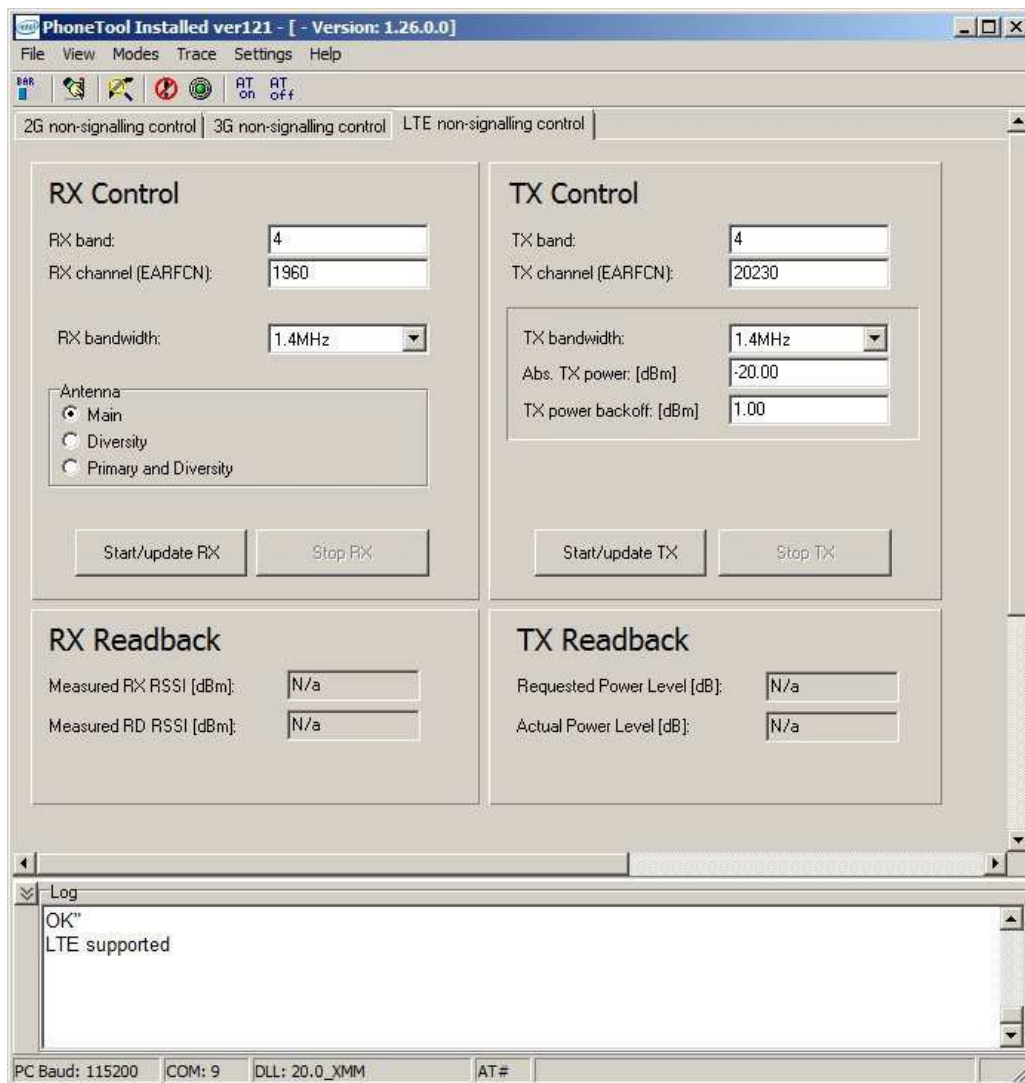 PhoneTool Installed ver121 - [ - Version: 1.26.0.0]
File View Modes Trace Settings Help
BAR AT on AT off
2G non-signalling control 3G non-signalling control LTE non-signalling control
RX Control
RX band: 4
RX channel (EARFCN): 1960
RX bandwidth: 1.4MHz
Antenna
Main
Diversity
Primary and Diversity
Start/update RX Stop RX
TX Control
TX band: 4
TX channel (EARFCN): 20230
TX bandwidth: 1.4MHz
Abs. TX power: [dBm] -20.00
TX power backoff: [dBm] 1.00
Start/update TX Stop TX
RX Readback
Measured RX RSSI [dBm]: N/a
Measured RD RSSI [dBm]: N/a
TX Readback
Requested Power Level [dB]: N/a
Actual Power Level [dB]: N/a
Log
OK"
LTE supported
PC Baud: 115200 COM: 9 DLL: 20.0_XMM AT#